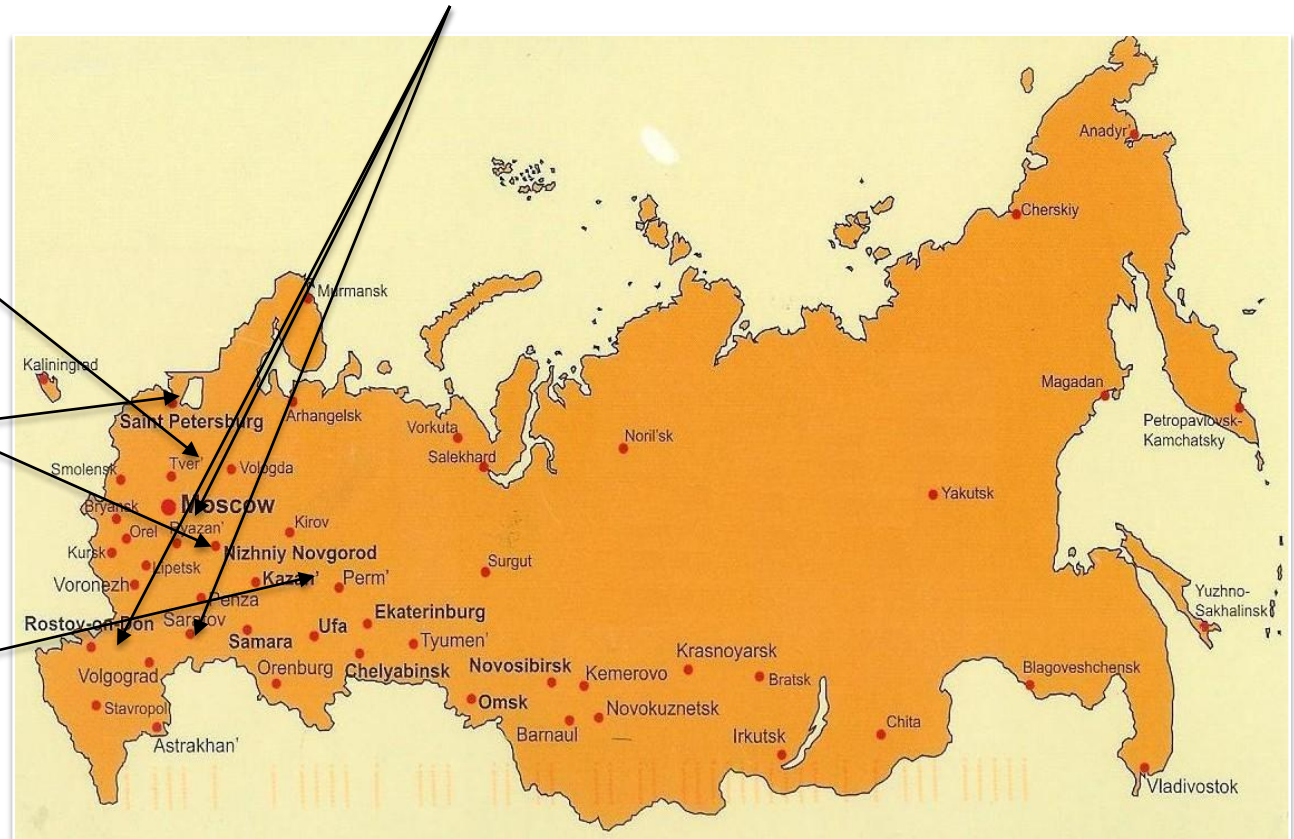 Anadyr'
Cherskiy
Murmansk
Kaliningrad
Magadan
Saint Petersburg
Arhangelsk
Vorkuta
Noril'sk
Petropavlovsk-
Kamchatsky
Salekhard
Smolensk
Tver'
Vologda
Yakutsk
Moscow
Bryansk
Orel
Ryazan'
Kirov
Kursk
Nizhniy Novgorod
Lipetsk
Surgut
Voronezh
Kazan'
Perm'
Penza
Yuzhno-
Sakhalinsk
Rostov-on-Don
Saratov
Samara
Ufa
Ekaterinburg
Tyumen'
Volgograd
Orenburg
Chelyabinsk
Novosibirsk
Kemerovo
Krasnoyarsk
Bratsk
Blagoveshchensk
Stavropol
Omsk
Novokuznetsk
Barnaul
Irkutsk
Chita
Astrakhan'
Vladivostok